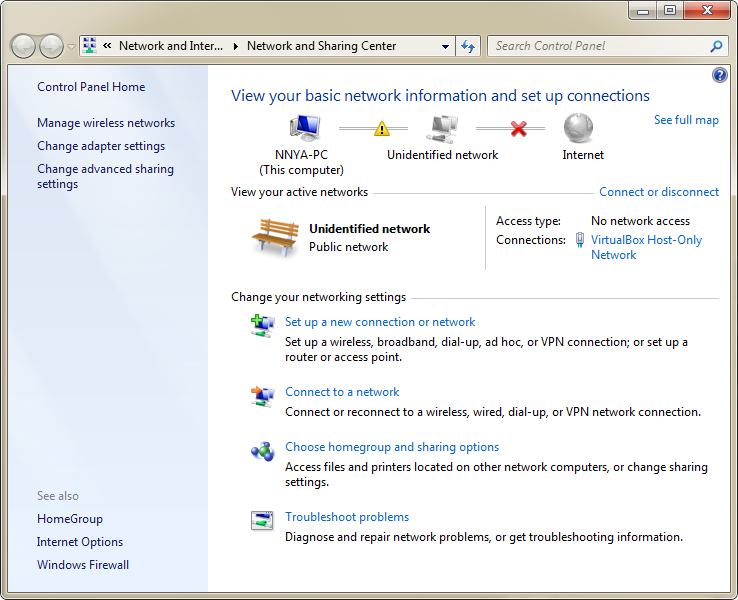 « Network and Inter... ▸ Network and Sharing Center
Search Control Panel
Control Panel Home
Manage wireless networks
Change adapter settings
Change advanced sharing
settings
See also
HomeGroup
Internet Options
Windows Firewall
View your basic network information and set up connections
See full map
NNYA-PC
(This computer)
Unidentified network
Internet
View your active networks
Connect or disconnect
Unidentified network
Public network
Access type: No network access
Connections: VirtualBox Host-Only
Network
Change your networking settings
Set up a new connection or network
Set up a wireless, broadband, dial-up, ad hoc, or VPN connection; or set up a
router or access point.
Connect to a network
Connect or reconnect to a wireless, wired, dial-up, or VPN network connection.
Choose homegroup and sharing options
Access files and printers located on other network computers, or change sharing
settings.
Troubleshoot problems
Diagnose and repair network problems, or get troubleshooting information.